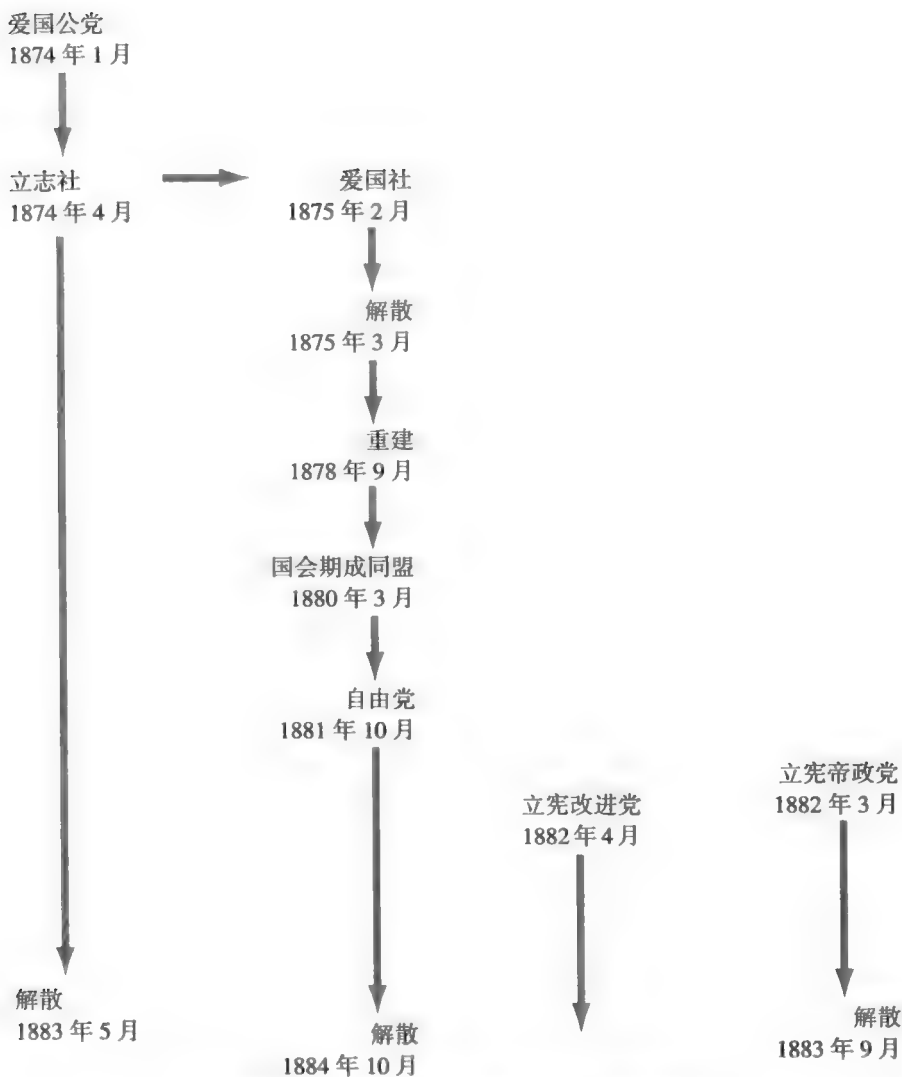 爱国公党
1874 年 1 月
立志社
1874 年 4 月
爱国社
1875 年 2 月
解散
1875 年 3 月
重建
1878 年 9 月
国会期成同盟
1880 年 3 月
自由党
1881 年 10 月
立宪改进党
1882 年 4 月
立宪帝政党
1882 年 3 月
解散
1883 年 5 月
解散
1884 年 10 月
解散
1883 年 9 月